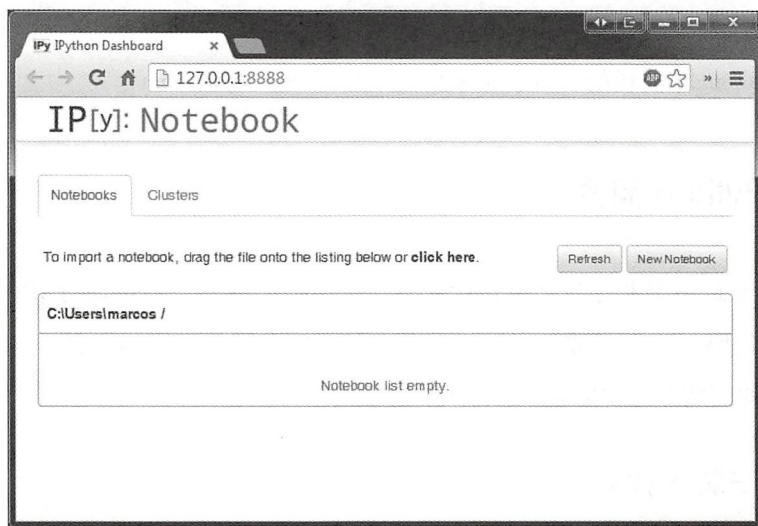 IPy IPython Dashboard
127.0.0.1:8888
ABP
IP[y]: Notebook
Notebooks Clusters
To import a notebook, drag the file onto the listing below or click here.
Refresh New Notebook
C:\Users\marcos /
Notebook list empty.